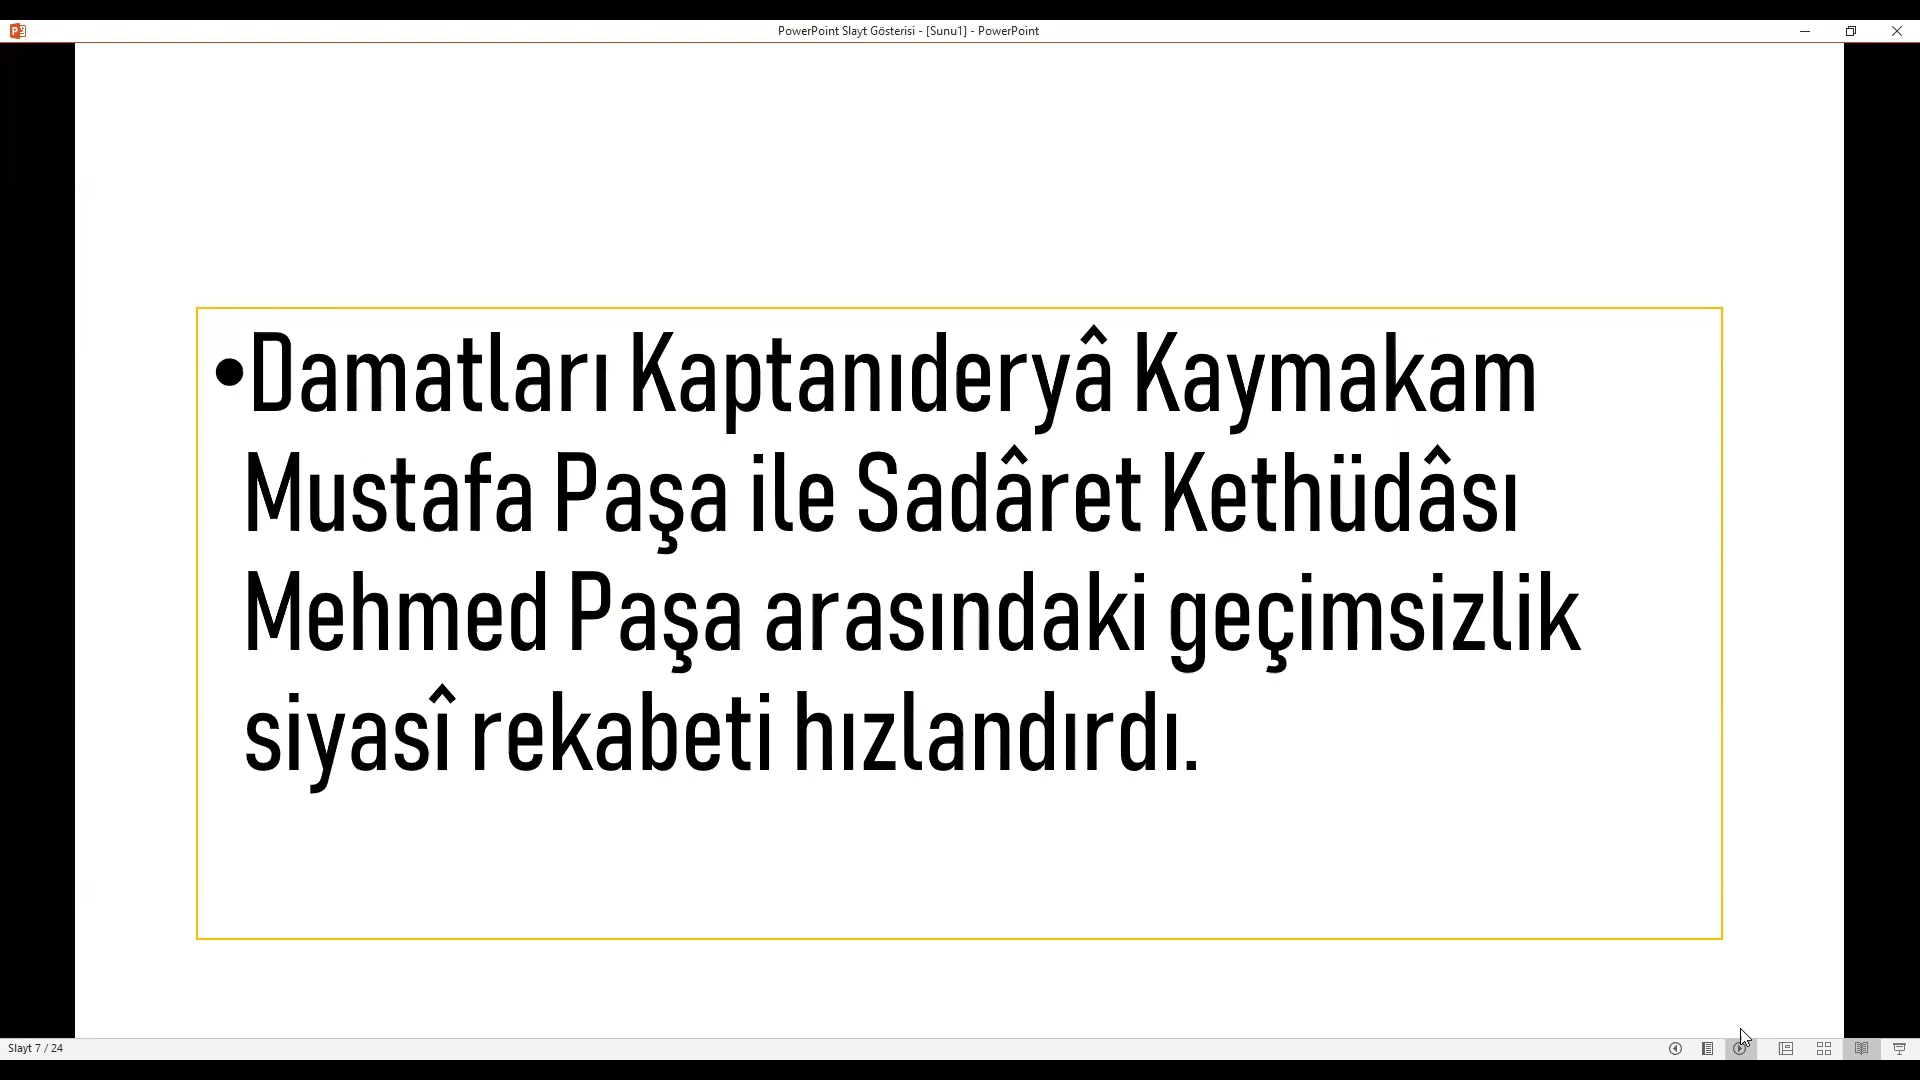 PowerPoint Slayt Gösterisi - [Sunu1] - PowerPoint
•Damatları Kaptanıderyâ Kaymakam
Mustafa Paşa ile Sadâret Kethüdâsı
Mehmed Paşa arasındaki geçimsizlik
siyasî rekabeti hızlandırdı.
Slayt 7 / 24